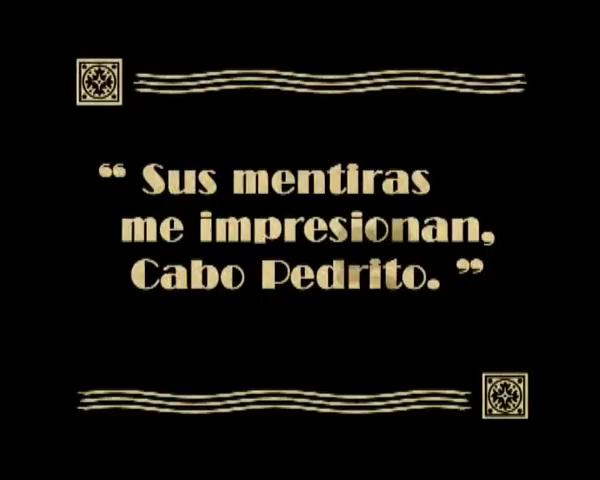 “ Sus mentiras
me impresionan,
Cabo Pedrito. ”